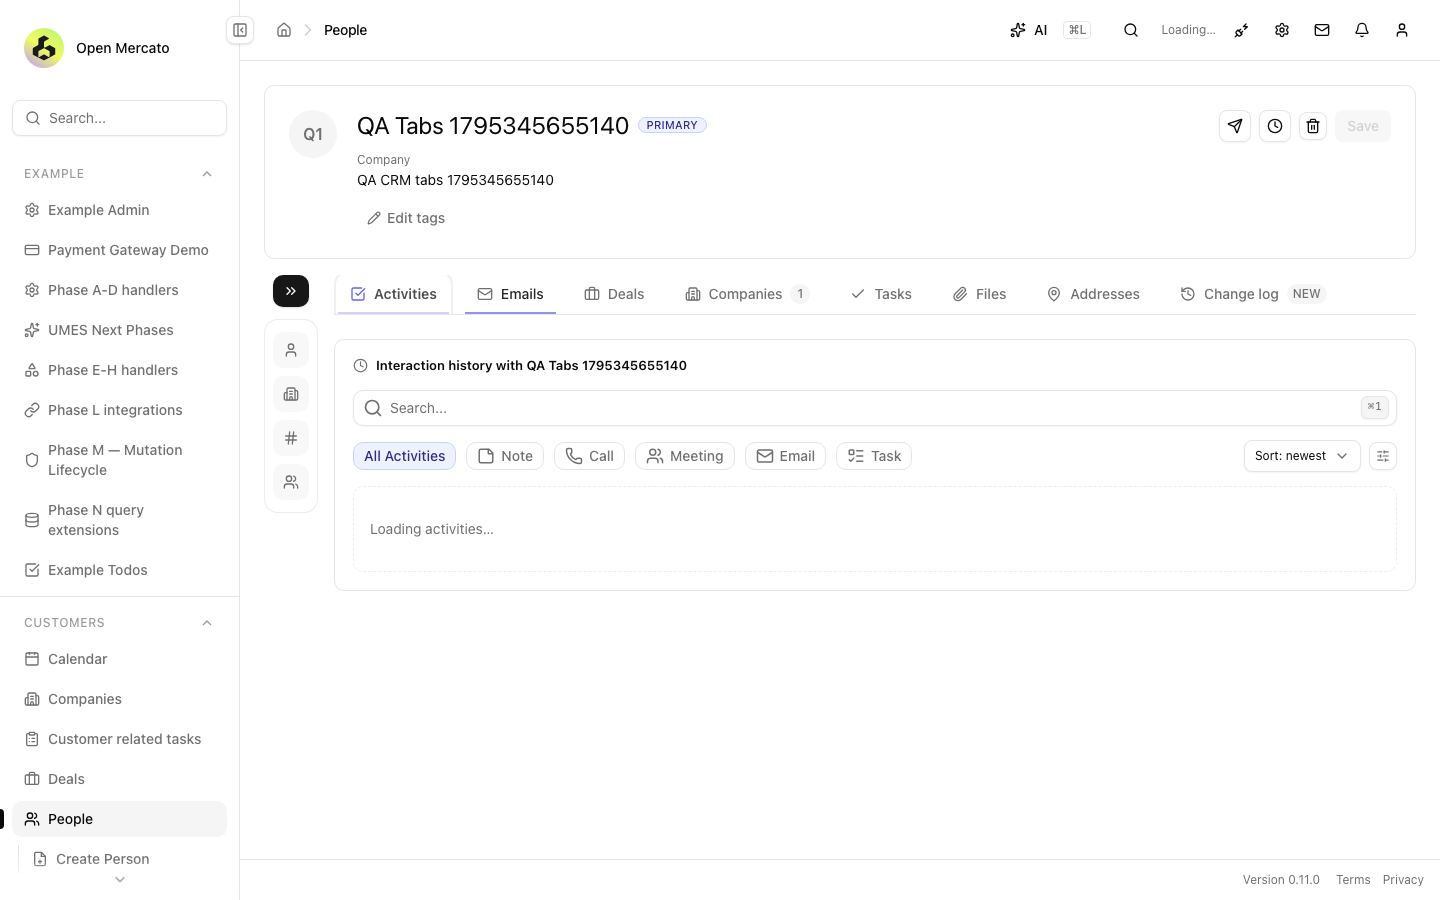 Open Mercato
People
AI
⌘L
Loading...
Search...
EXAMPLE
Example Admin
Payment Gateway Demo
Phase A-D handlers
UMES Next Phases
Phase E-H handlers
Phase L integrations
Phase M — Mutation
Lifecycle
Phase N query
extensions
Example Todos
CUSTOMERS
Calendar
Companies
Customer related tasks
Deals
People
Create Person
Q1
QA Tabs 1795345655140
PRIMARY
Company
QA CRM tabs 1795345655140
Edit tags
Save
Activities
Emails
Deals
Companies 1
Tasks
Files
Addresses
Change log NEW
Interaction history with QA Tabs 1795345655140
Search...
⌘1
All Activities
Note
Call
Meeting
Email
Task
Sort: newest
Loading activities...
Version 0.11.0
Terms
Privacy